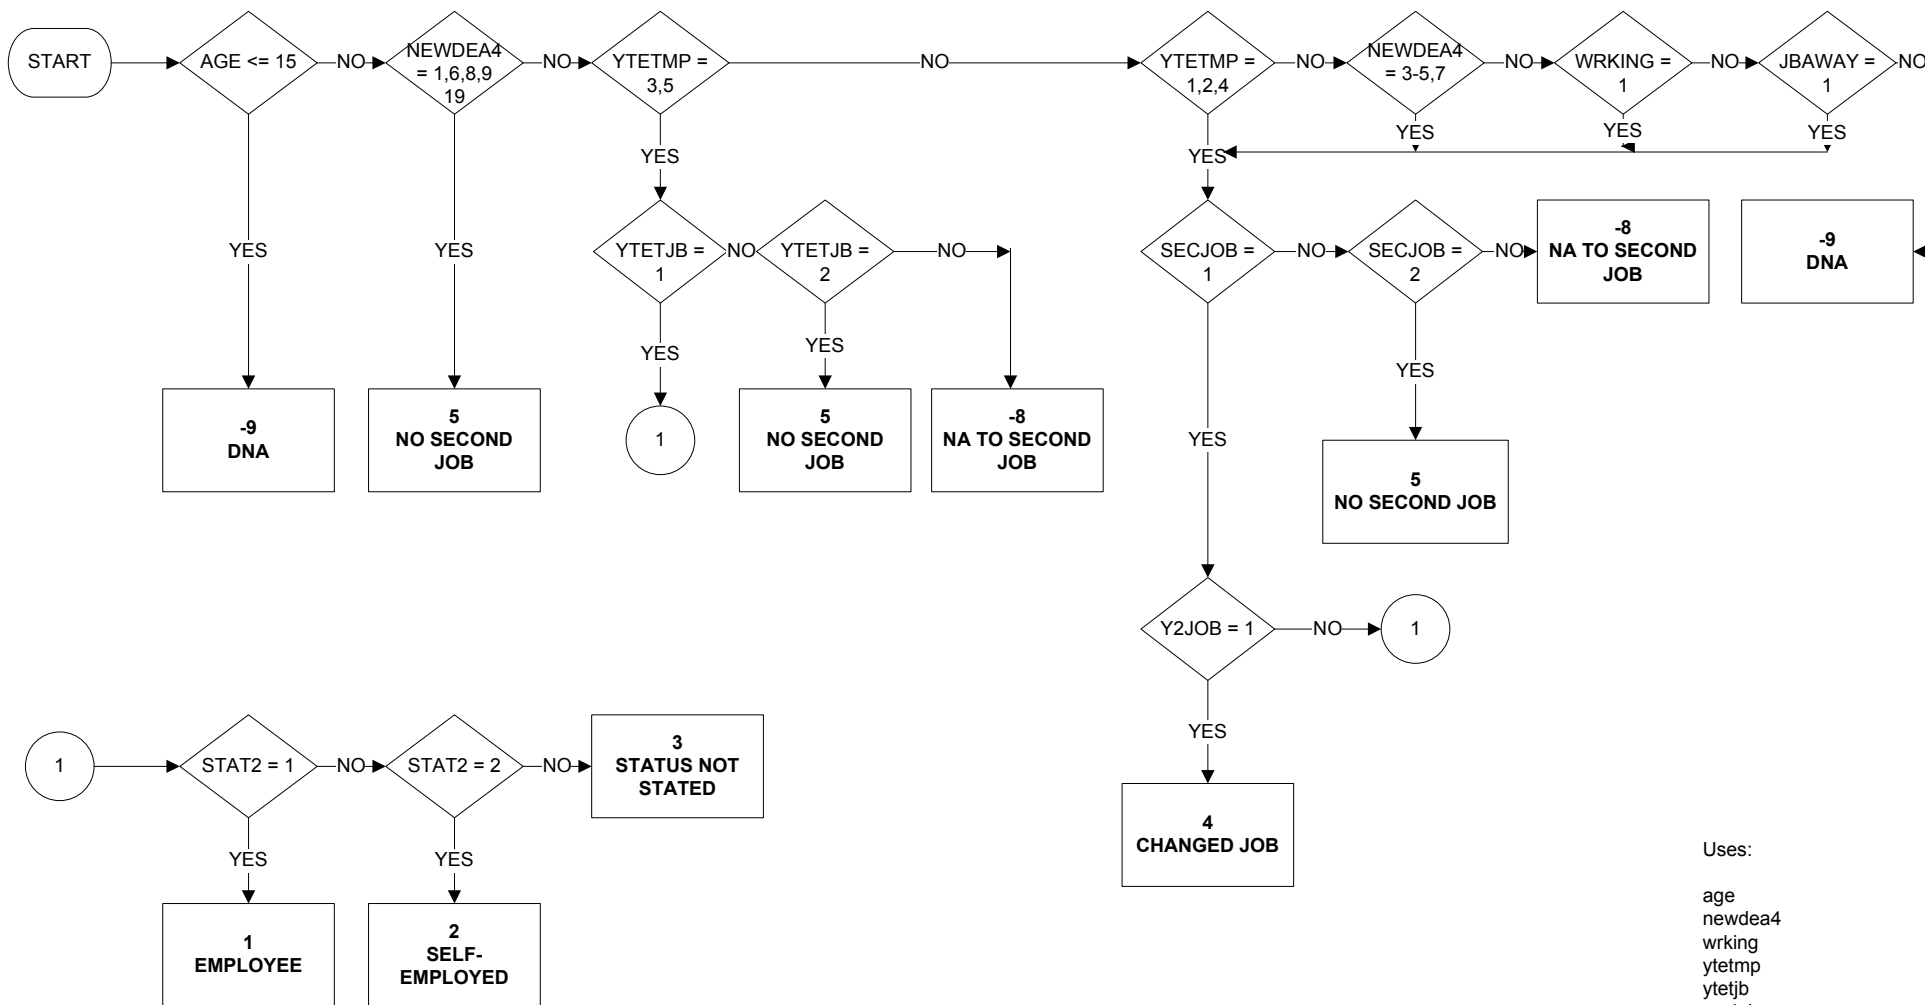 START
AGE <= 15
NO
NEWDEA4
= 1,6,8,9
19
NO
YTETMP =
3,5
NO
YTETMP =
1,2,4
NO
NEWDEA4
= 3-5,7
NO
WRKING =
1
NO
JBAWAY =
1
NO
YES
YES
YES
YES
YES
YES
YES
YTETJB =
1
NO
YTETJB =
2
NO
SECJOB =
1
NO
SECJOB =
2
NO
-8
NA TO SECOND
JOB
-9
DNA
YES
YES
YES
YES
-9
DNA
5
NO SECOND
JOB
1
5
NO SECOND
JOB
-8
NA TO SECOND
JOB
5
NO SECOND JOB
Y2JOB = 1
NO
1
YES
4
CHANGED JOB
1
STAT2 = 1
NO
STAT2 = 2
NO
3
STATUS NOT
STATED
YES
YES
1
EMPLOYEE
2
SELF-
EMPLOYED
Uses:
age
newdea4
wrking
ytetmp
ytetjb